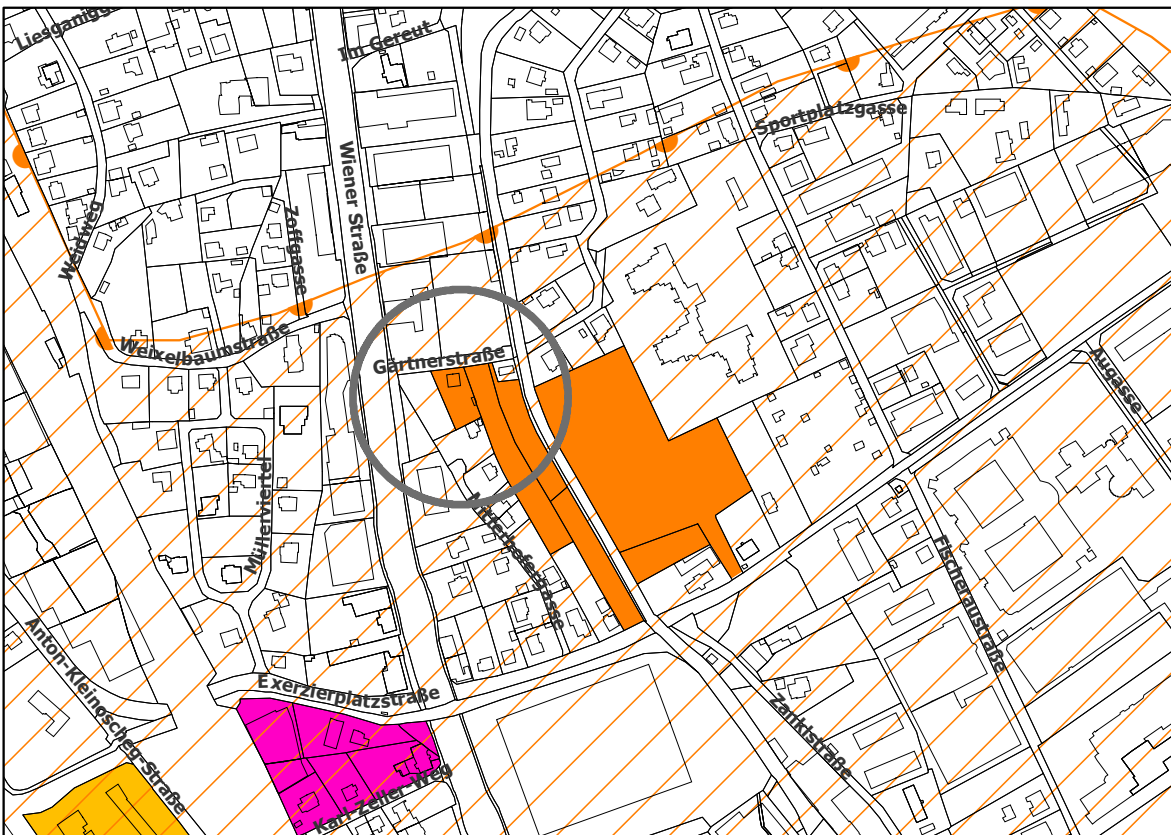 Liesganigg
Im Gereut
Sportplatzgasse
Wiener Straße
Zoffgasse
Weidweg
Weixelbaumstraße
Gärtnerstraße
Augasse
Müllerviertel
Fischeraustraße
Anton-Kleinoscheg-Straße
Exerzierplatzstraße
Zanklstraße
Karl-Zeller-Weg